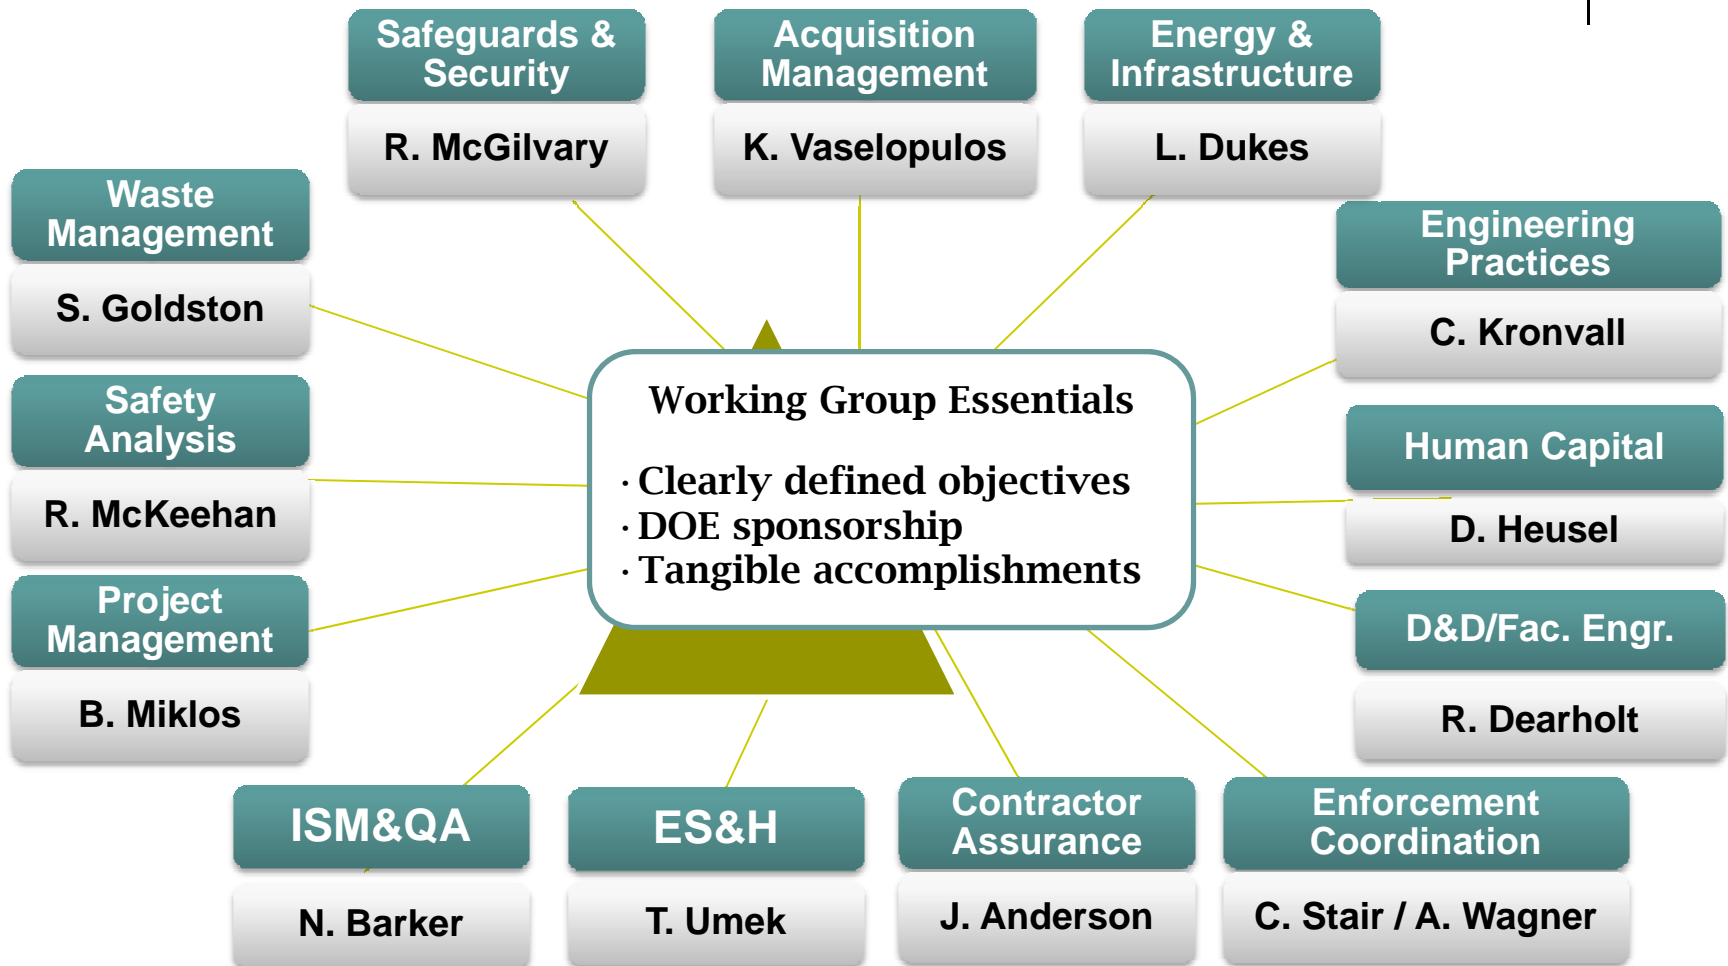 Safeguards &
Security
R. McGilvary
Acquisition
Management
K. Vaselopulos
Energy &
Infrastructure
L. Dukes
Waste
Management
S. Goldston
Engineering
Practices
C. Kronvall
Safety
Analysis
R. McKeehan
Human Capital
D. Heusel
Working Group Essentials
· Clearly defined objectives
· DOE sponsorship
· Tangible accomplishments
Project
Management
B. Miklos
D&D/Fac. Engr.
R. Dearholt
ISM&QA
N. Barker
ES&H
T. Umek
Contractor
Assurance
J. Anderson
Enforcement
Coordination
C. Stair / A. Wagner